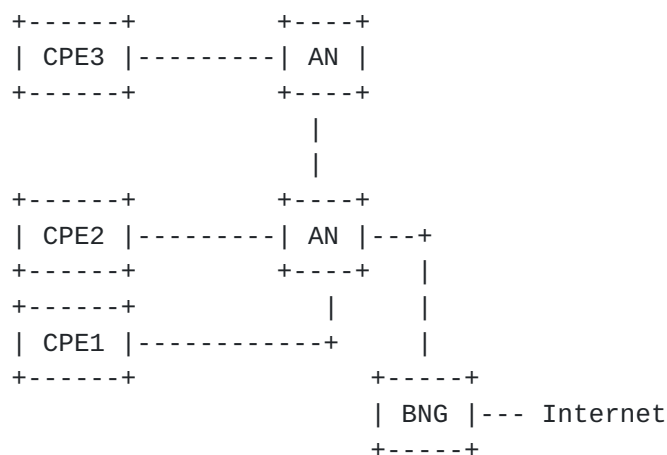 +------+         +----+
| CPE3 |---------| AN |
+------+         +----+
                   |
                   |
+------+         +----+
| CPE2 |---------| AN |---+
+------+         +----+   |
+------+            |     |
| CPE1 |------------+     |
+------+               +-----+
                       | BNG |--- Internet
                       +-----+